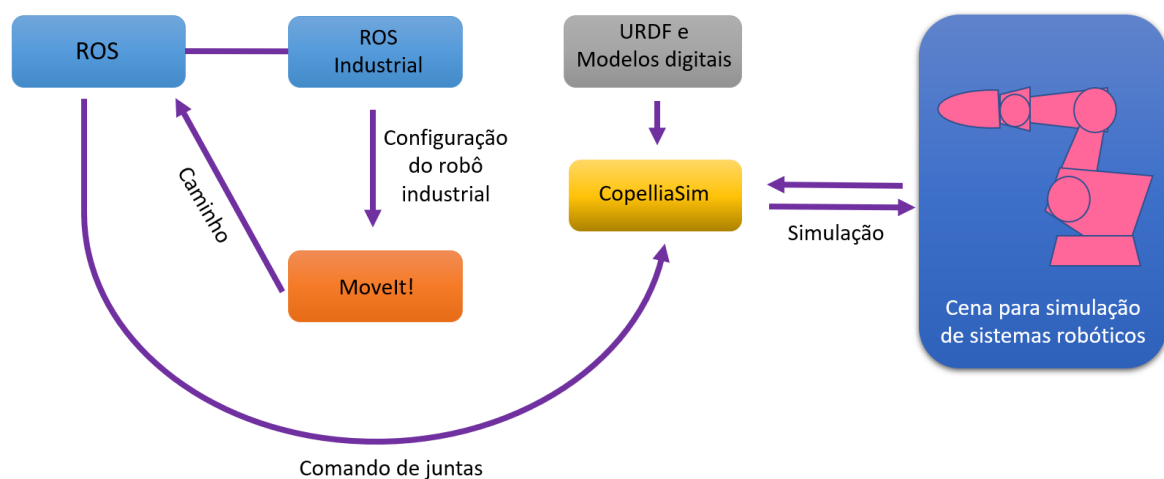 ROS
ROS
Industrial
URDF e
Modelos digitais
Configuração
do robô
industrial
Caminho
CopelliaSim
Simulação
MoveIt!
Cena para simulação
de sistemas robóticos
Comando de juntas